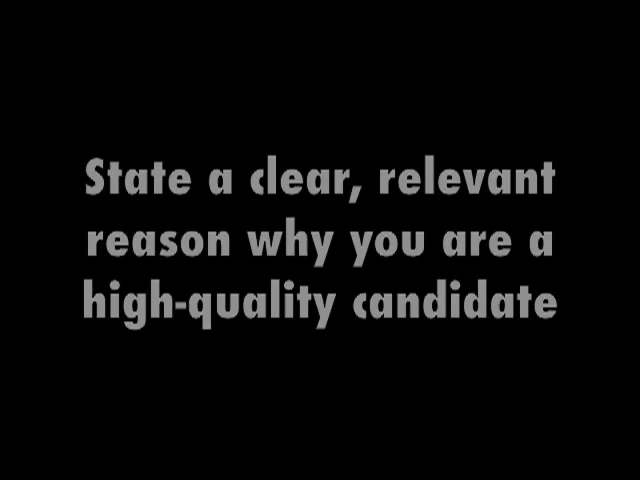 State a clear, relevant
reason why you are a
high-quality candidate